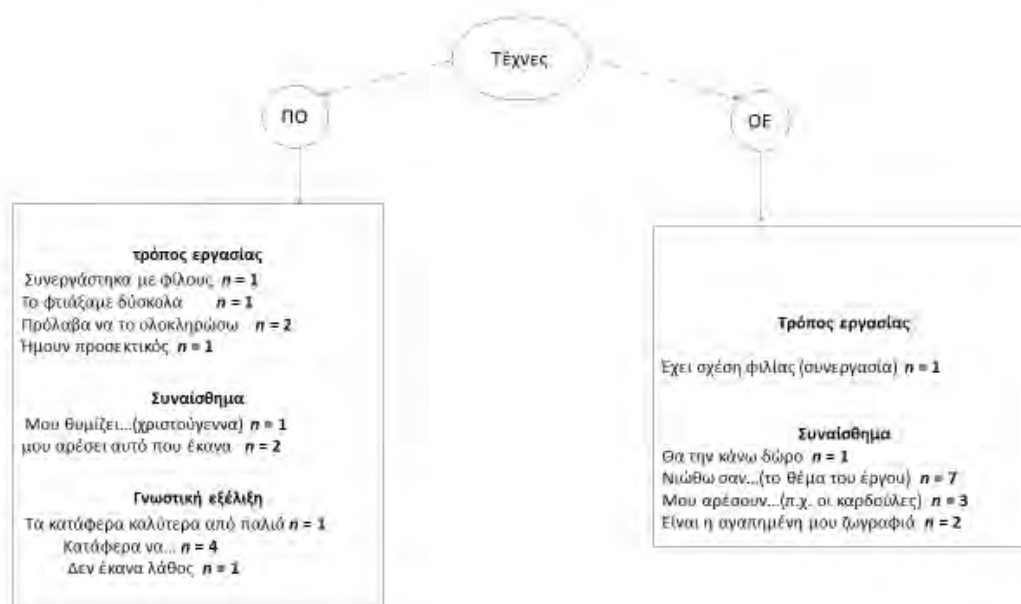 Τέχνες
ΠΟ
ΟΕ
τρόπος εργασίας
Συνεργάστηκα με φίλους n = 1
Το φτιάξαμε δύσκολα n = 1
Πρόλαβα να το ολοκληρώσω n = 2
Ήμουν προσεκτικός n = 1
Συναίσθημα
Μου θυμίζει...(χριστούγεννα) n = 1
μου αρέσει αυτό που έκανα n = 2
Γνωστική εξέλιξη
Τα κατάφερα καλύτερα από παλιά n = 1
Κατάφερα να... n = 4
Δεν έκανα λάθος n = 1
Τρόπος εργασίας
Έχει σχέση φιλίας (συνεργασία) n = 1
Συναίσθημα
Θα την κάνω δώρο n = 1
Νιώθω σαν...(το θέμα του έργου) n = 7
Μου αρέσουν...(π.χ. οι καρδούλες) n = 3
Είναι η αγαπημένη μου ζωγραφιά n = 2